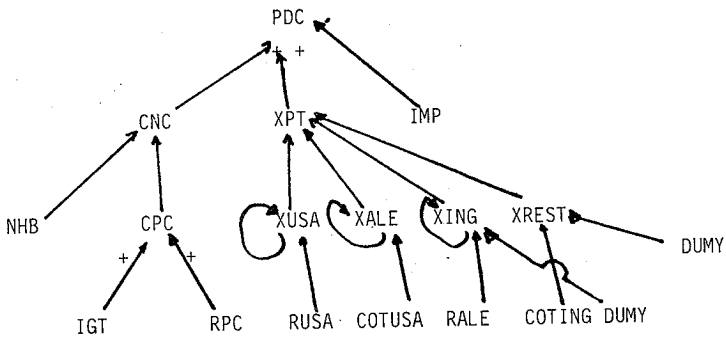 PDC
+ +
CNC XPT IMP
NHB CPC XUSA XALE XING XREST DUMY
+ +
IGT RPC RUSA COTUSA RALE COTING DUMY